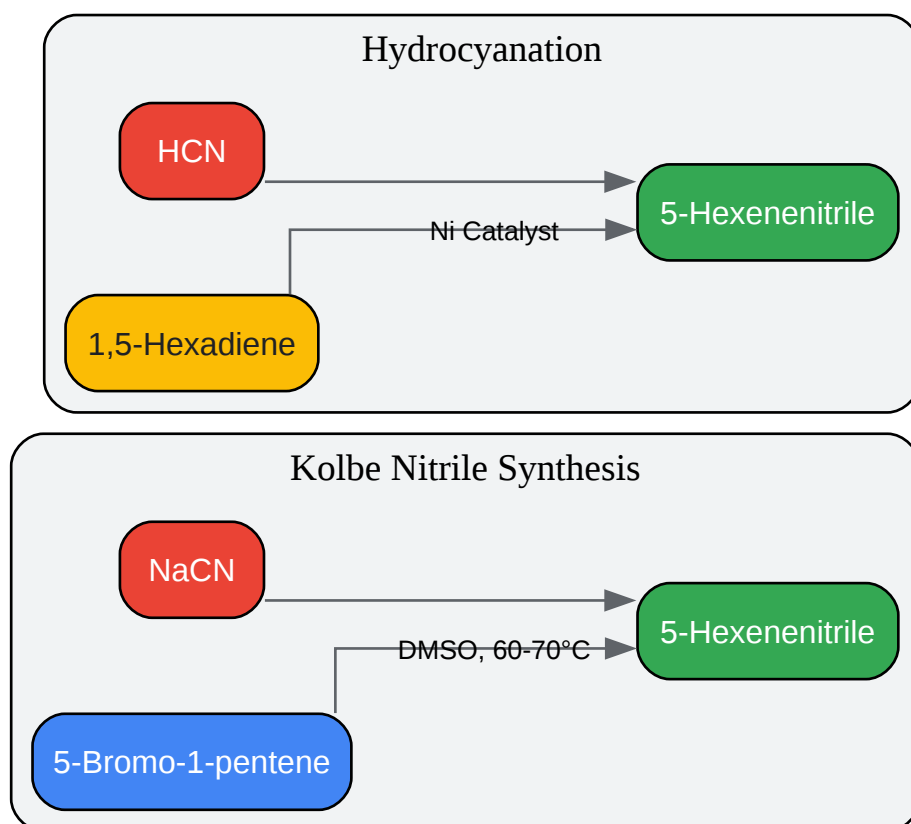 Hydrocyanation
HCN
5-Hexenenitrile
Ni Catalyst
1,5-Hexadiene
Kolbe Nitrile Synthesis
NaCN
5-Hexenenitrile
DMSO, 60-70°C
5-Bromo-1-pentene